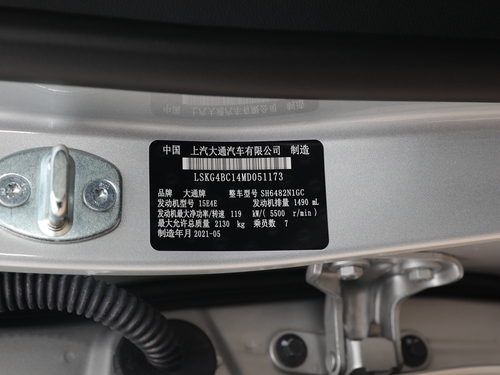 中国 上汽大通汽车有限公司 制造
LSKG4BC14MD051173
品牌 大通牌 整车型号 SH6482N1GC
发动机型号 15E4E 发动机排量 1490 mL
发动机最大净功率/转速 119 kW/( 5500 r/min)
最大允许总质量 2130 kg 乘员数 7
制造年月 2021-05